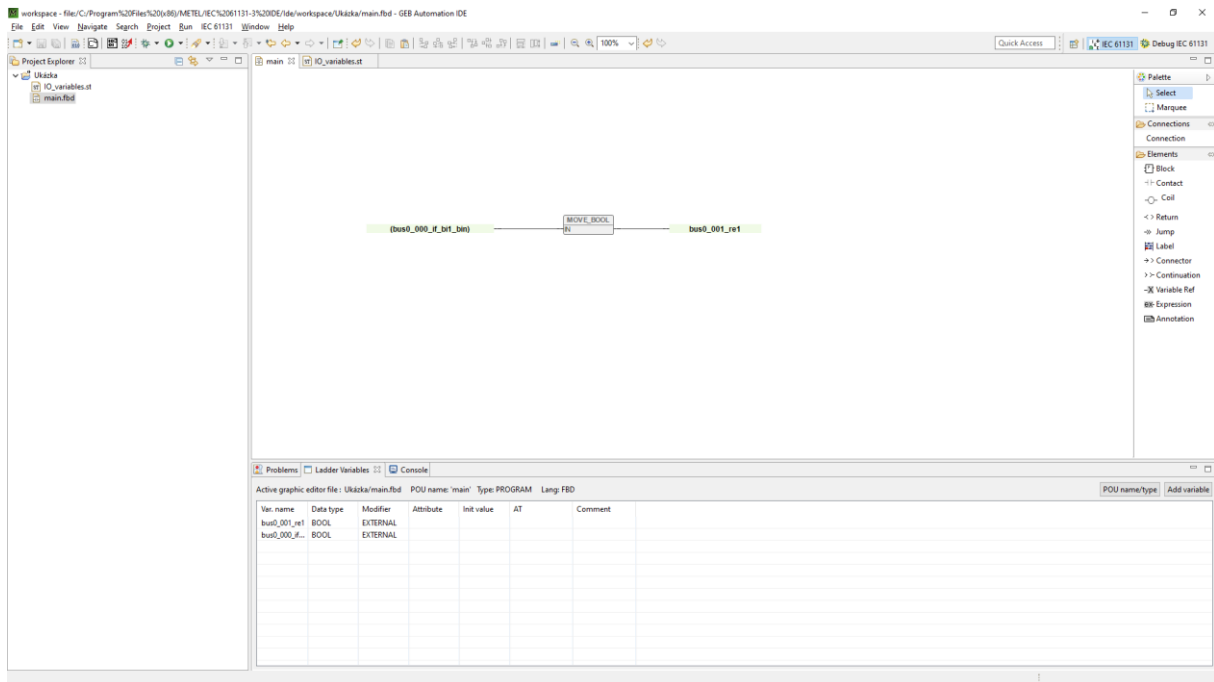 workspace - file:/C:/Program%20Files%20(x86)/METEL/IEC%2061131-3%20IDE/Ide/workspace/Ukázka/main.fbd - GEB Automation IDE
File Edit View Navigate Search Project Run IEC 61131 Window Help
100% Quick Access IEC 61131 Debug IEC 61131
Project Explorer main IO_variables.st
Ukázka
IO_variables.st
main.fbd
Palette
Select
Marquee
Connections
Connection
Elements
Block
Contact
Coil
Return
Jump
Label
Connector
Continuation
Variable Ref
Expression
Annotation
MOVE_BOOL
(bus0_000_if_bi1_bin) IN bus0_001_re1
Problems Ladder Variables Console
Active graphic editor file : Ukázka/main.fbd POU name: 'main' Type: PROGRAM Lang: FBD POU name/type Add variable
Var. name Data type Modifier Attribute Init value AT Comment
bus0_001_re1 BOOL EXTERNAL
bus0_000_if... BOOL EXTERNAL